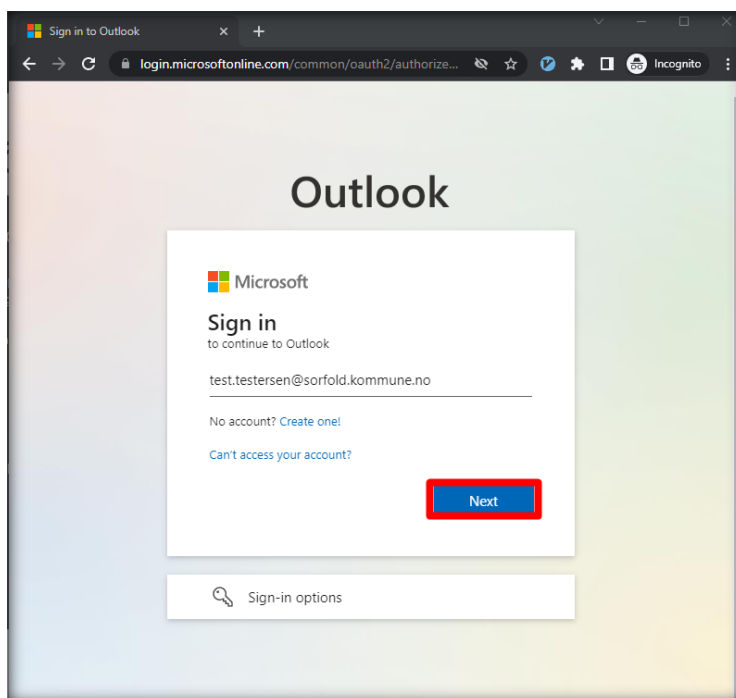 Sign in to Outlook
login.microsoftonline.com/common/oauth2/authorize...
Incognito
Outlook
Microsoft
Sign in
to continue to Outlook
test.testersen@sorfold.kommune.no
No account? Create one!
Can't access your account?
Next
Sign-in options